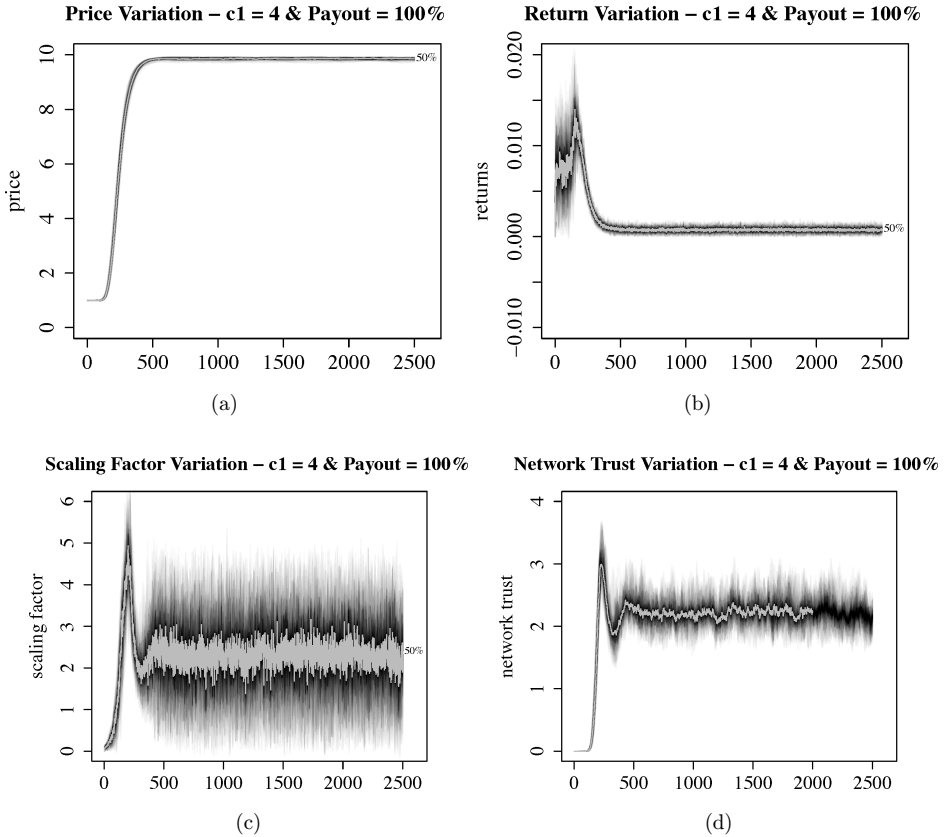 Price Variation – c1 = 4 & Payout = 100%
price
10
8
6
4
2
0
50%
0 500 1000 1500 2000 2500
(a)
Return Variation – c1 = 4 & Payout = 100%
returns
0.020
0.010
0.000
−0.010
50%
0 500 1000 1500 2000 2500
(b)
Scaling Factor Variation – c1 = 4 & Payout = 100%
scaling factor
6
5
4
3
2
1
0
50%
0 500 1000 1500 2000 2500
(c)
Network Trust Variation – c1 = 4 & Payout = 100%
network trust
4
3
2
1
0
0 500 1000 1500 2000 2500
(d)